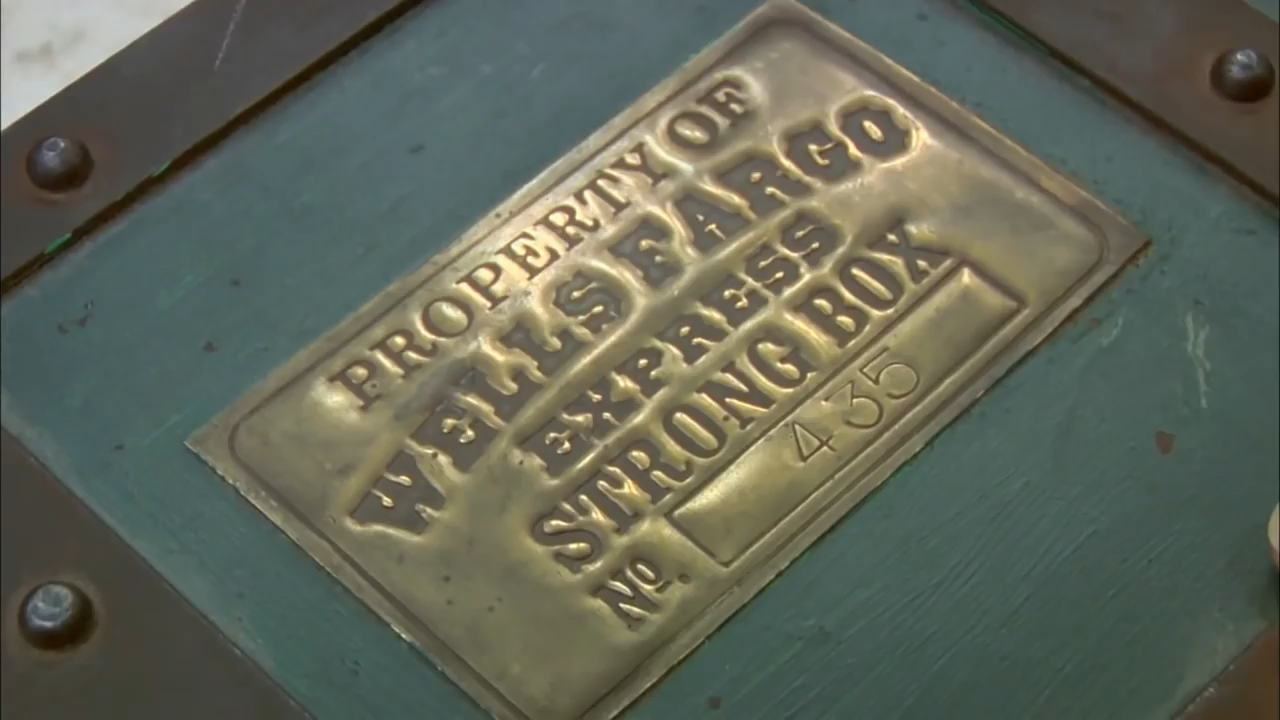 PROPERTY OF
WELLS FARGO
EXPRESS
STRONG BOX
No. 435